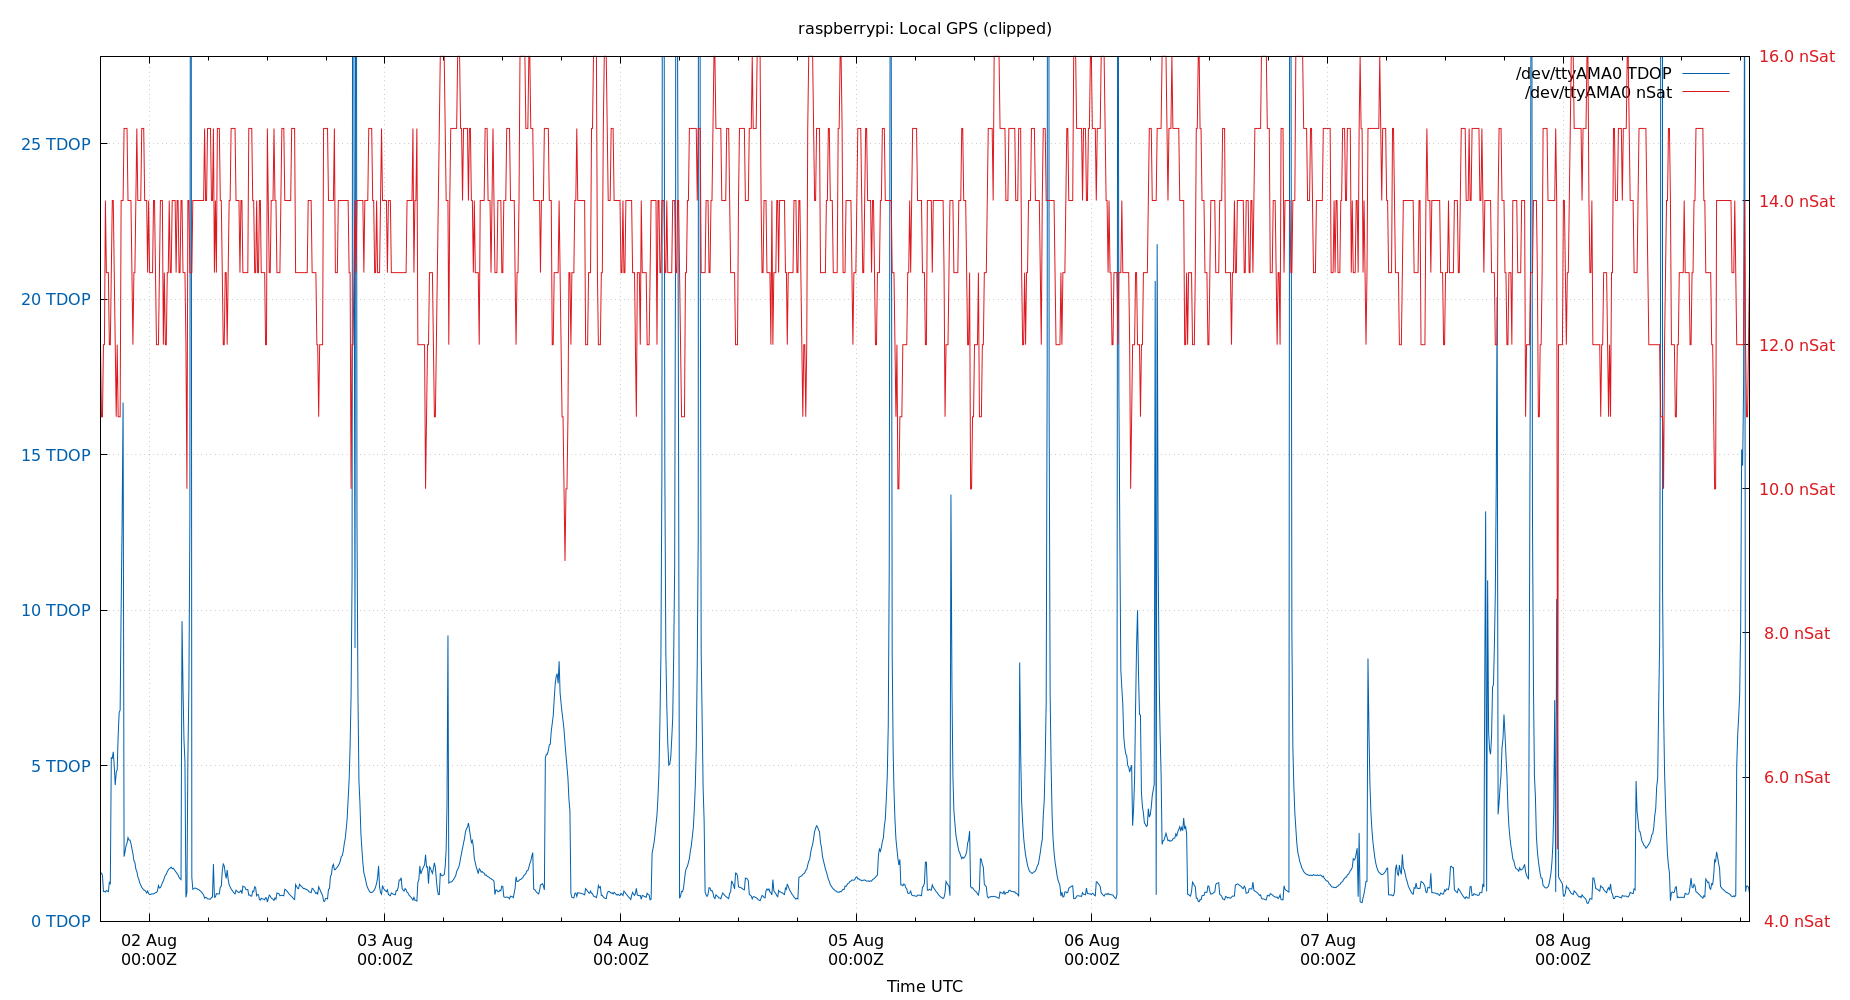 raspberrypi: Local GPS (clipped)
/dev/ttyAMA0 TDOP
/dev/ttyAMA0 nSat
25 TDOP
20 TDOP
15 TDOP
10 TDOP
5 TDOP
0 TDOP
16.0 nSat
14.0 nSat
12.0 nSat
10.0 nSat
8.0 nSat
6.0 nSat
4.0 nSat
02 Aug
00:00Z
03 Aug
00:00Z
04 Aug
00:00Z
05 Aug
00:00Z
06 Aug
00:00Z
07 Aug
00:00Z
08 Aug
00:00Z
Time UTC